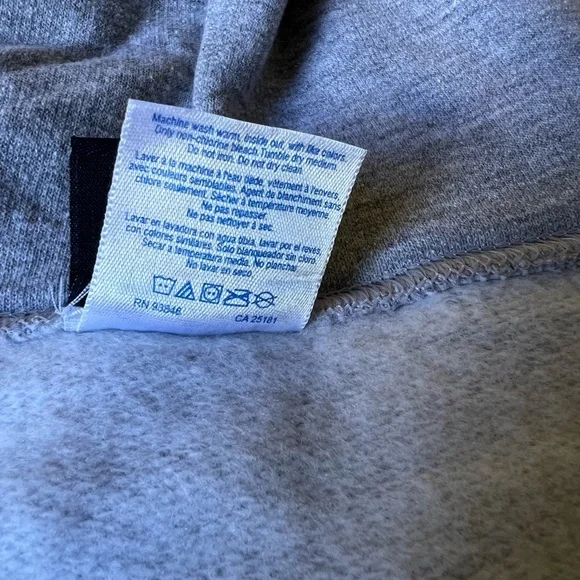 Machine wash warm, inside out, with like colors.
Only non-chlorine bleach. Tumble dry medium.
Do not iron. Do not dry clean.
Laver à la machine à l'eau tiède, vêtement à l'envers,
avec couleurs semblables. Agent de blanchiment sans
chlore seulement. Sécher à température moyenne.
Ne pas repasser.
Ne pas nettoyer à sec.
Lavar en lavadora con agua tibia, lavar por el revés,
con colores similares. Solo blanqueador sin cloro.
Secar a temperatura media. No planchar.
No lavar en seco.
RN 93846 CA 25181